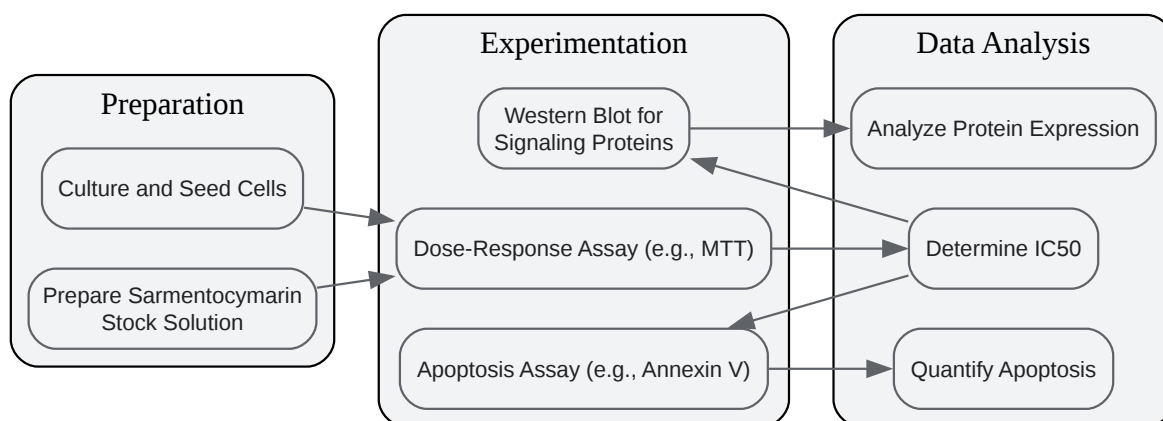 Preparation
Culture and Seed Cells
Prepare Sarmentocymarin
Stock Solution
Experimentation
Western Blot for
Signaling Proteins
Dose-Response Assay (e.g., MTT)
Apoptosis Assay (e.g., Annexin V)
Data Analysis
Analyze Protein Expression
Determine IC50
Quantify Apoptosis